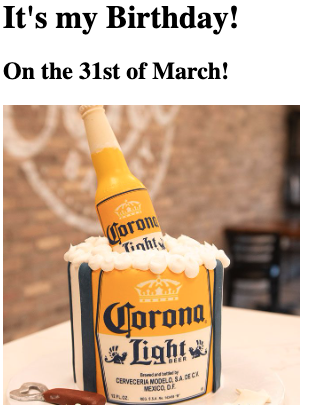 It's my Birthday!
On the 31st of March!
Corona
Light
Corona
Light
BEER
Brewed and bottled by
CERVECERIA MODELO, S.A. DE C.V.
MEXICO, D.F.